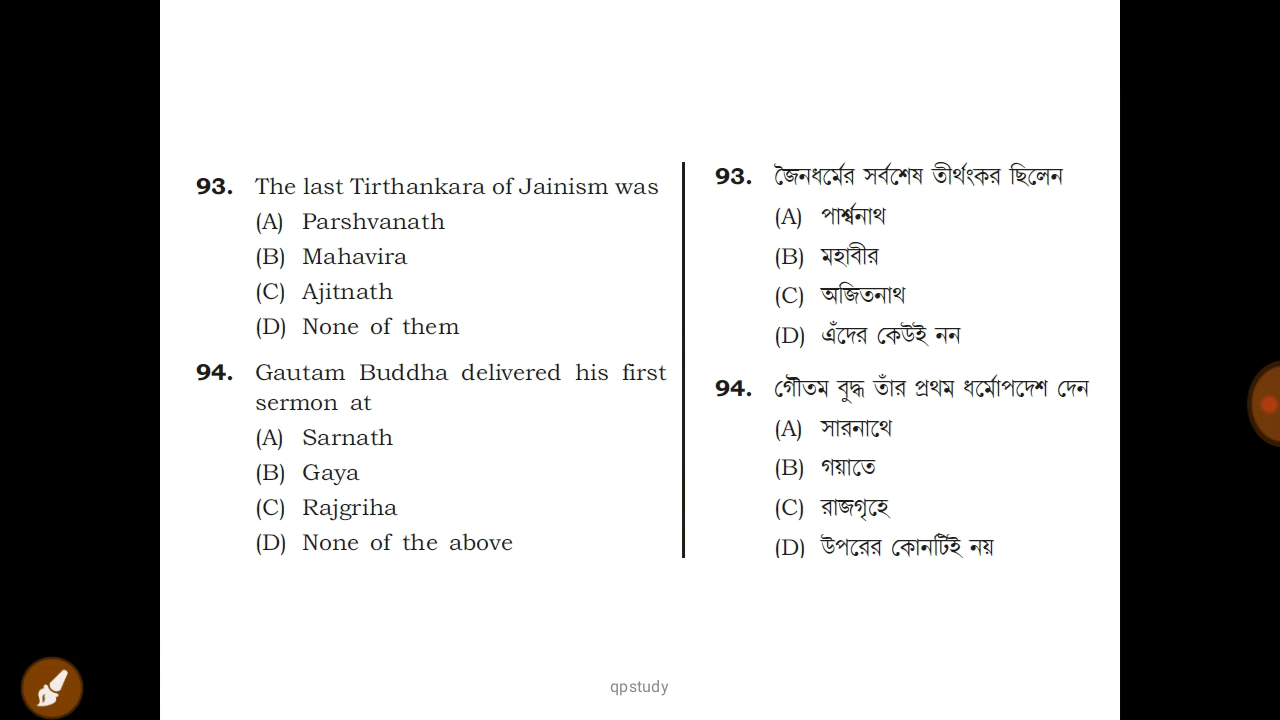 93. The last Tirthankara of Jainism was
(A) Parshvanath
(B) Mahavira
(C) Ajitnath
(D) None of them
94. Gautam Buddha delivered his first
sermon at
(A) Sarnath
(B) Gaya
(C) Rajgriha
(D) None of the above
93. জৈনধর্মের সর্বশেষ তীর্থংকর ছিলেন
(A) পার্শ্বনাথ
(B) মহাবীর
(C) অজিতনাথ
(D) এঁদের কেউই নন
94. গৌতম বুদ্ধ তাঁর প্রথম ধর্মোপদেশ দেন
(A) সারনাথে
(B) গয়াতে
(C) রাজগৃহে
(D) উপরের কোনটিই নয়
qpstudy